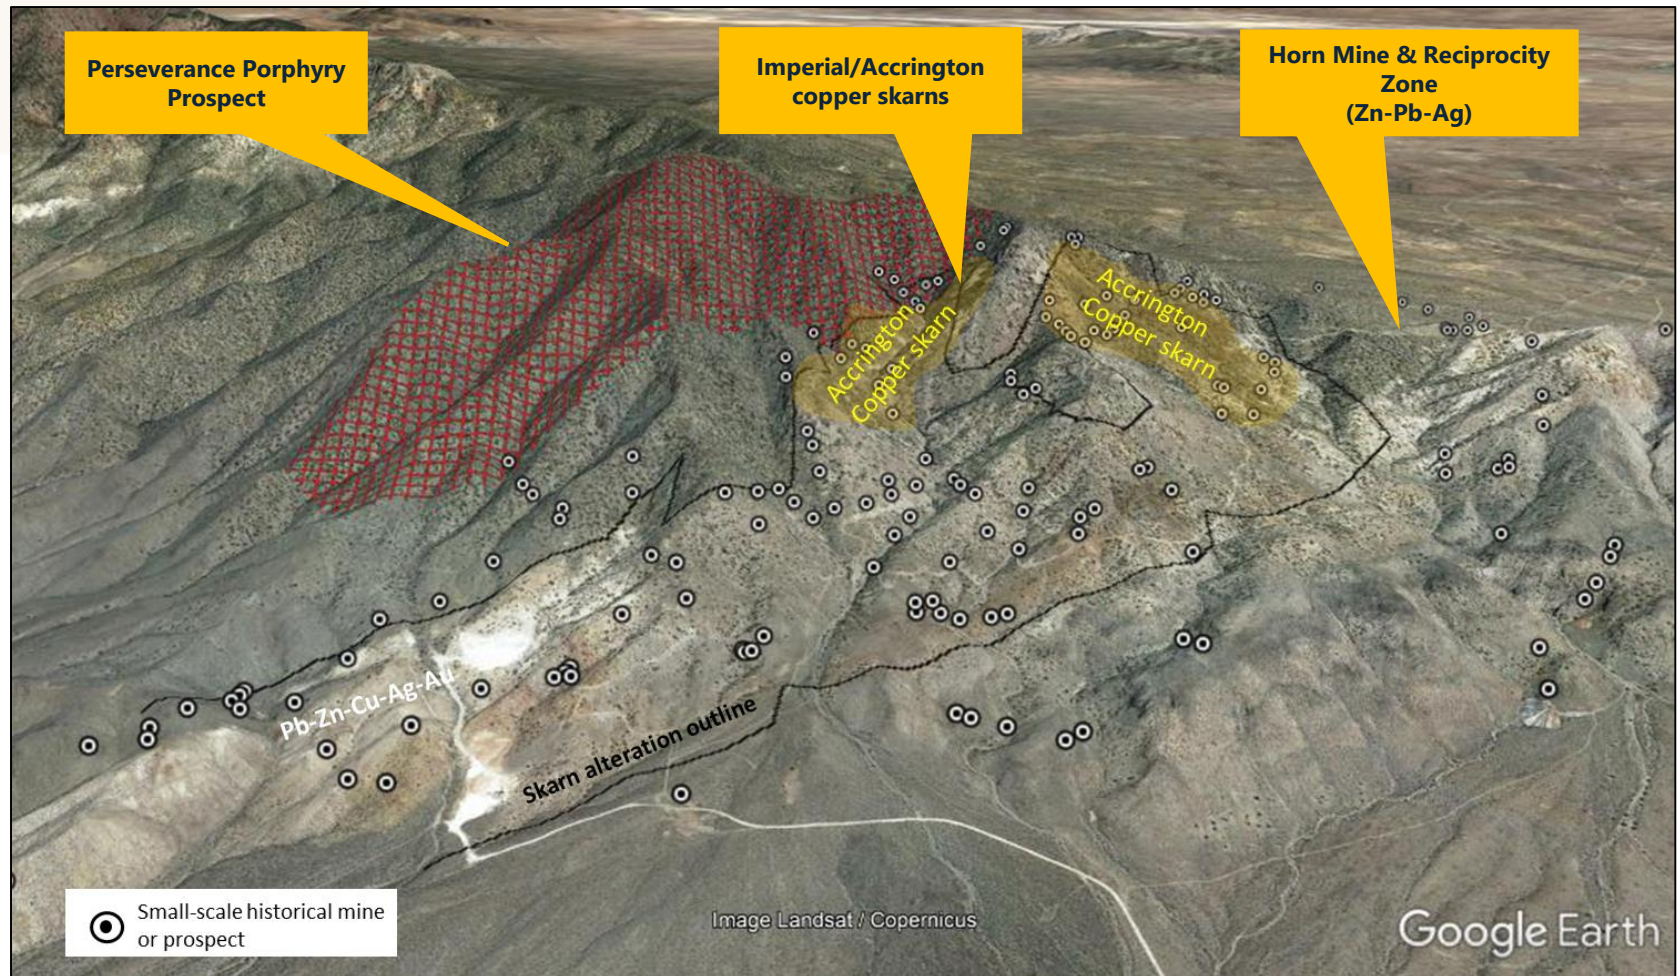 Perseverance Porphyry
Prospect
Imperial/Accrington
copper skarns
Horn Mine & Reciprocity
Zone
(Zn-Pb-Ag)
Accrington
Copper skarn
Accrington
Copper skarn
Pb-Zn-Cu-Ag-Au
Skarn alteration outline
Small-scale historical mine
or prospect
Image Landsat / Copernicus
Google Earth